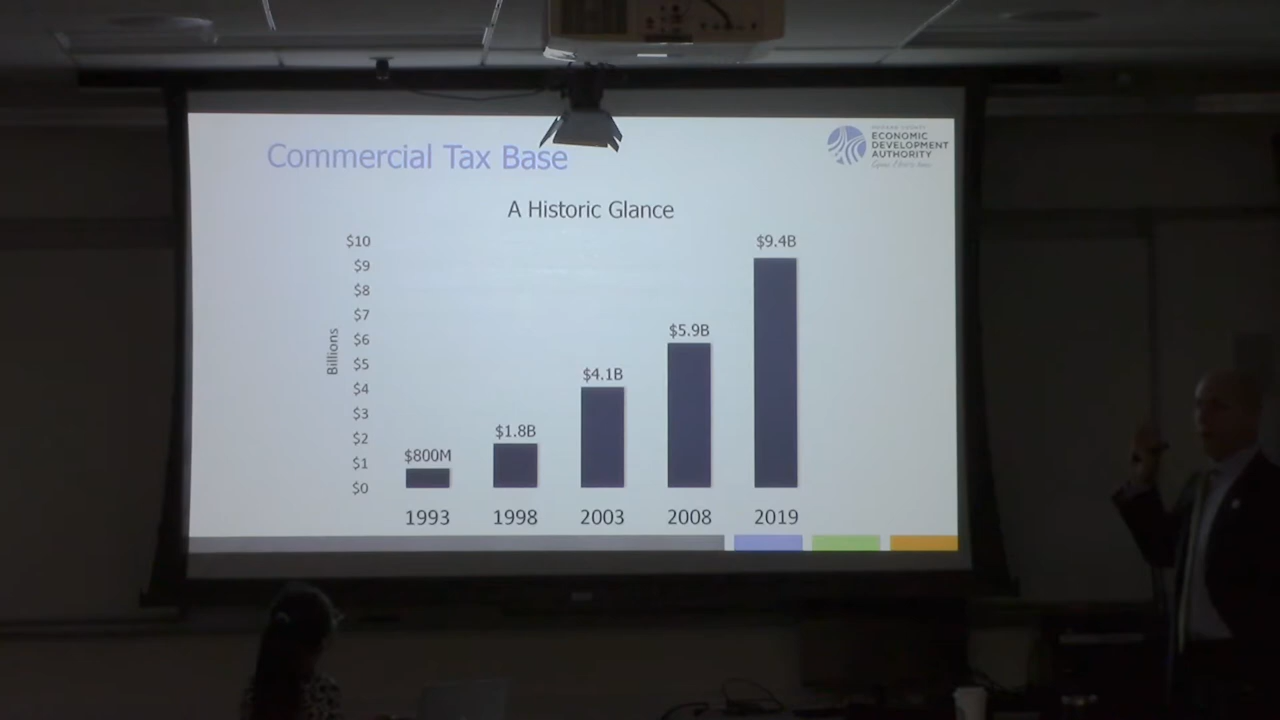 Commercial Tax Base
ECONOMIC
DEVELOPMENT
AUTHORITY
A Historic Glance
Billions
$10
$9
$8
$7
$6
$5
$4
$3
$2
$1
$0
$800M
$1.8B
$4.1B
$5.9B
$9.4B
1993
1998
2003
2008
2019